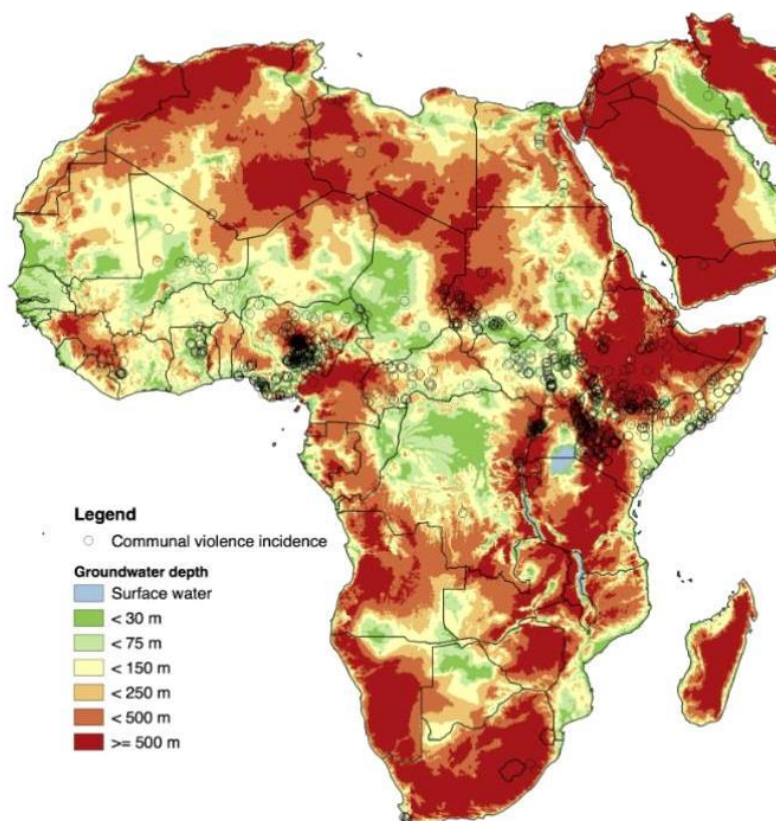 Legend
Communal violence incidence
Groundwater depth
Surface water
< 30 m
< 75 m
< 150 m
< 250 m
< 500 m
>= 500 m